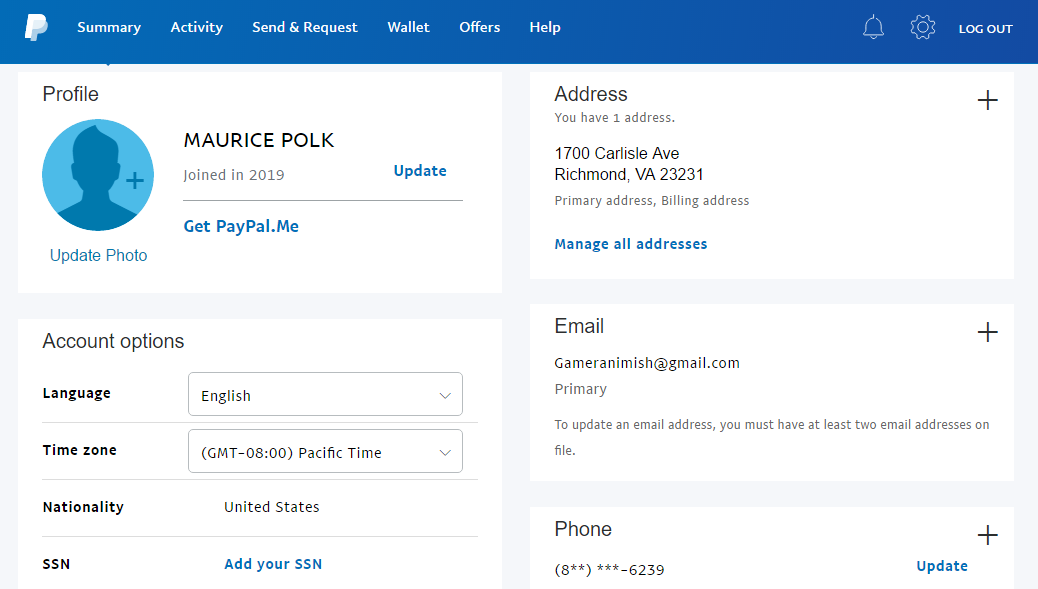 Summary
Activity
Send & Request
Wallet
Offers
Help
LOG OUT
Profile
MAURICE POLK
Joined in 2019
Update
Get PayPal.Me
Update Photo
Account options
Language
English
Time zone
(GMT-08:00) Pacific Time
Nationality
United States
SSN
Add your SSN
Address
You have 1 address.
1700 Carlisle Ave
Richmond, VA 23231
Primary address, Billing address
Manage all addresses
Email
Gameranimish@gmail.com
Primary
To update an email address, you must have at least two email addresses on
file.
Phone
(8**) ***-6239
Update